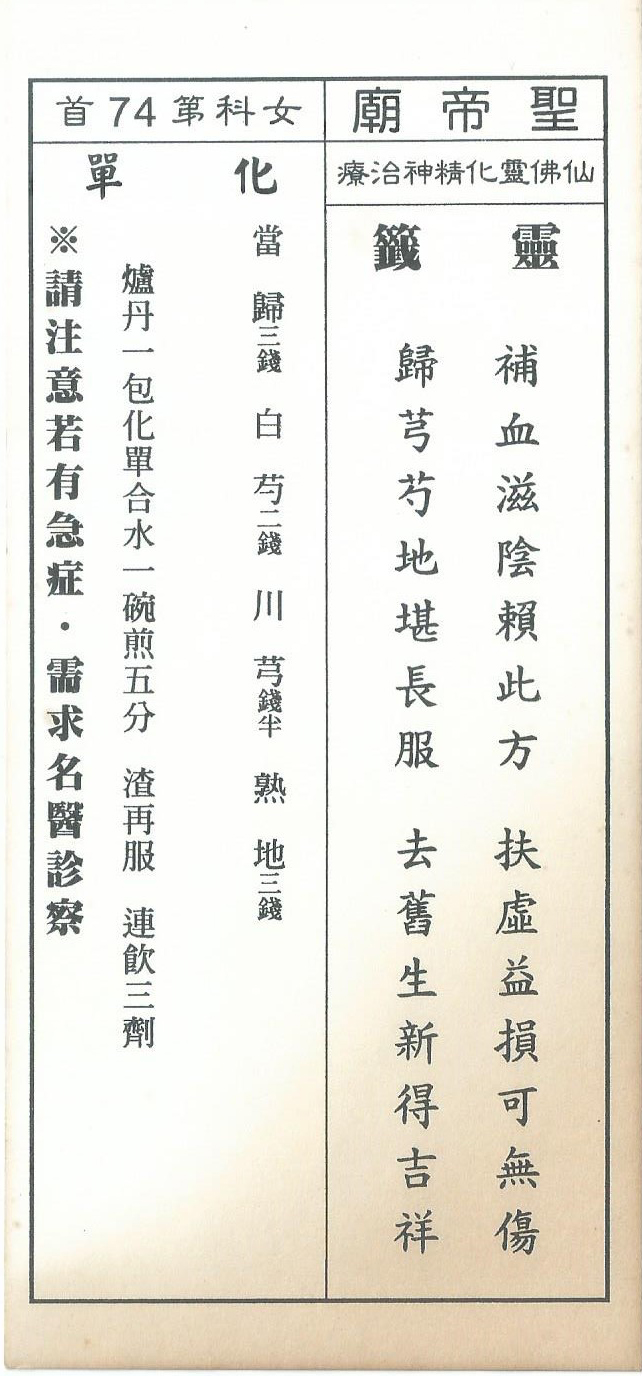 聖帝廟
仙佛靈化精神治療
靈籤
補血滋陰賴此方　扶虛益損可無傷
歸芎芍地堪長服　去舊生新得吉祥
女科第74首
化單
當歸三錢　白芍二錢　川芎錢半　熟地三錢
爐丹一包化單合水一碗煎五分　渣再服　連飲三劑
※請注意若有急症・需求名醫診察